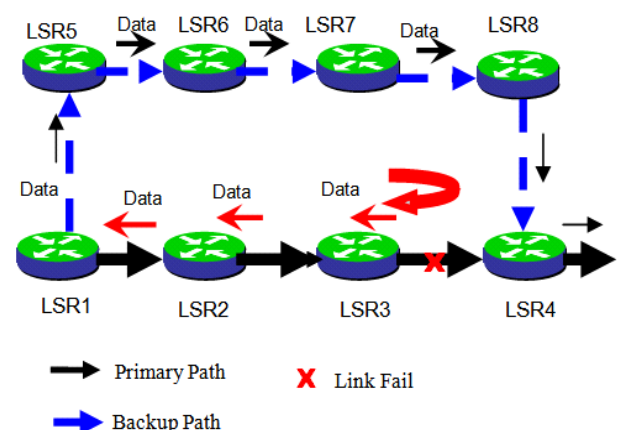 Data
Data
Data
LSR5
LSR6
LSR7
LSR8
Data
Data
Data
Data
LSR1
LSR2
LSR3
LSR4
Primary Path
X Link Fail
Backup Path